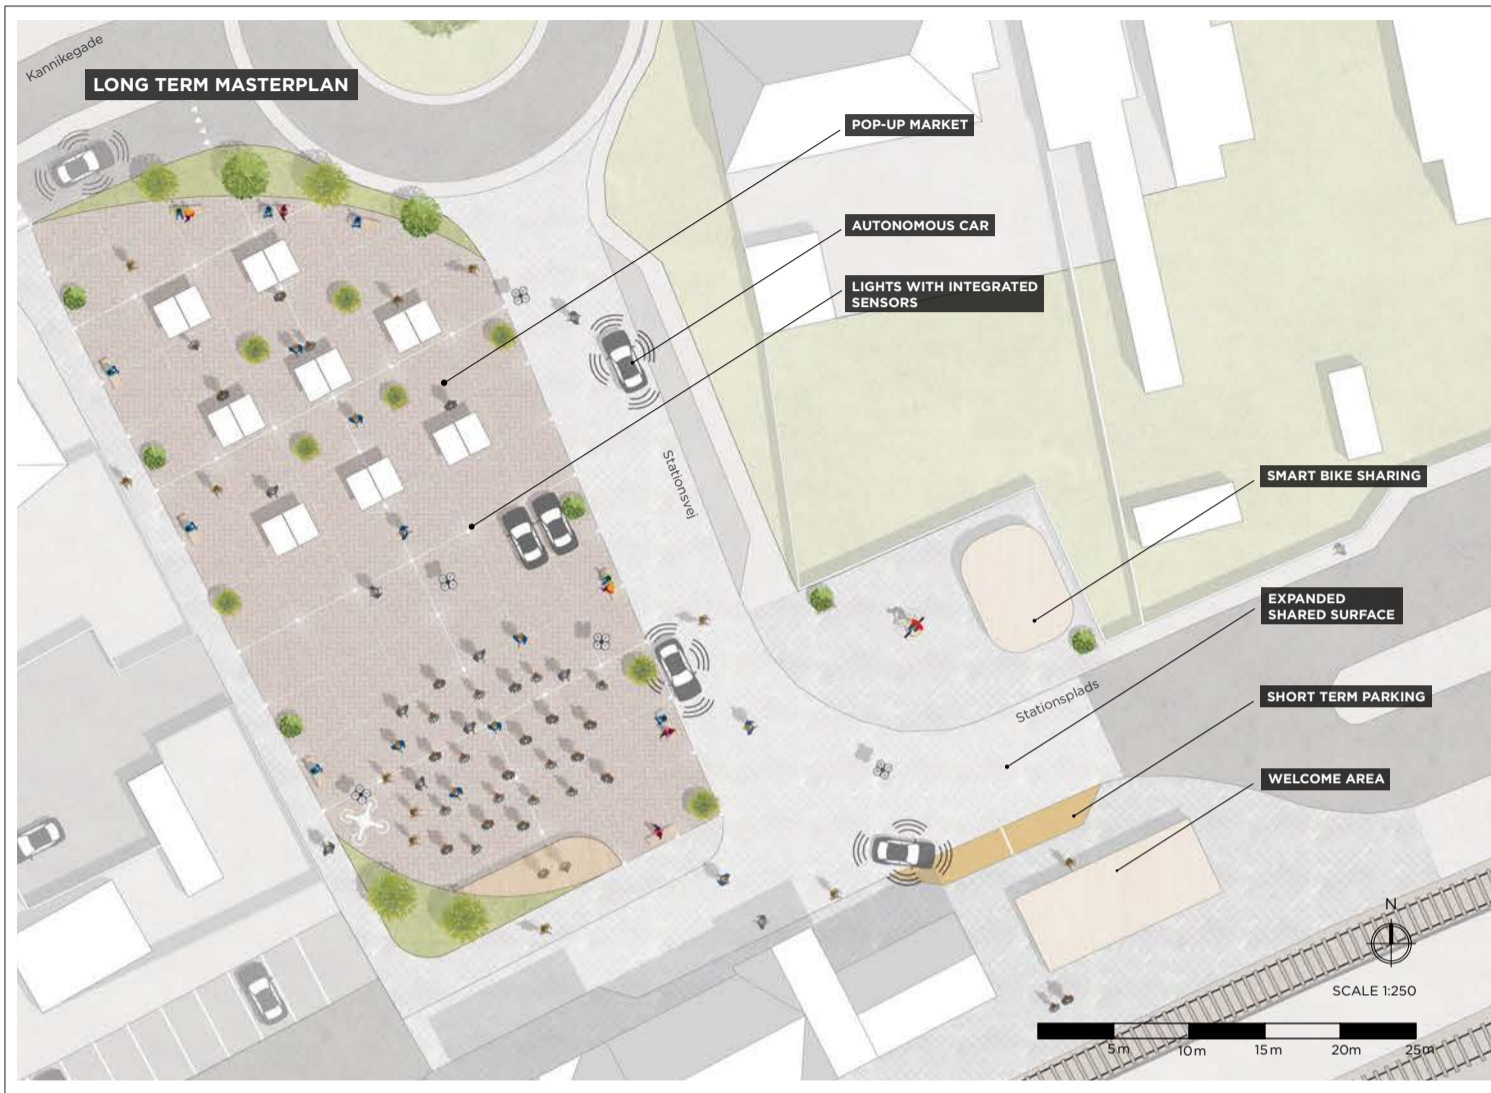 Kannikegade
LONG TERM MASTERPLAN
POP-UP MARKET
AUTONOMOUS CAR
LIGHTS WITH INTEGRATED
SENSORS
Stationsvej
SMART BIKE SHARING
EXPANDED
SHARED SURFACE
Stationsplads
SHORT TERM PARKING
WELCOME AREA
N
SCALE 1:250
5m 10m 15m 20m 25m